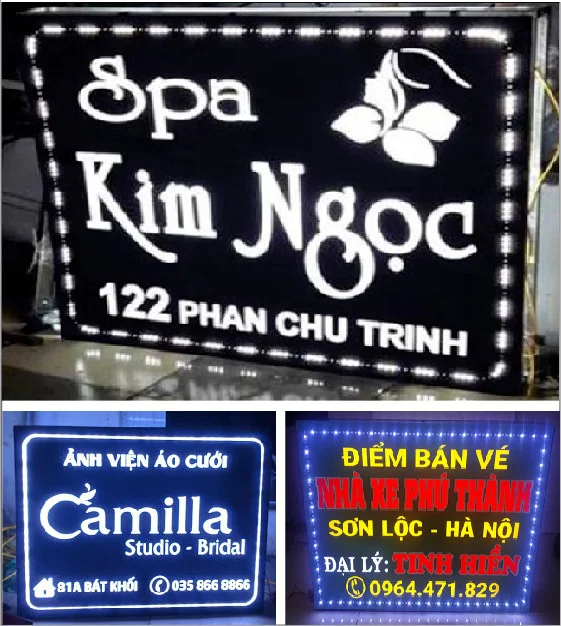 Spa
Kim Ngọc
122 PHAN CHU TRINH
ẢNH VIỆN ÁO CƯỚI
Camilla
Studio - Bridal
81A BÁT KHỐI 035 866 8866
ĐIỂM BÁN VÉ
NHÀ XE PHÚ THÀNH
SƠN LỘC - HÀ NỘI
ĐẠI LÝ: TINH HIỀN
0964.471.829